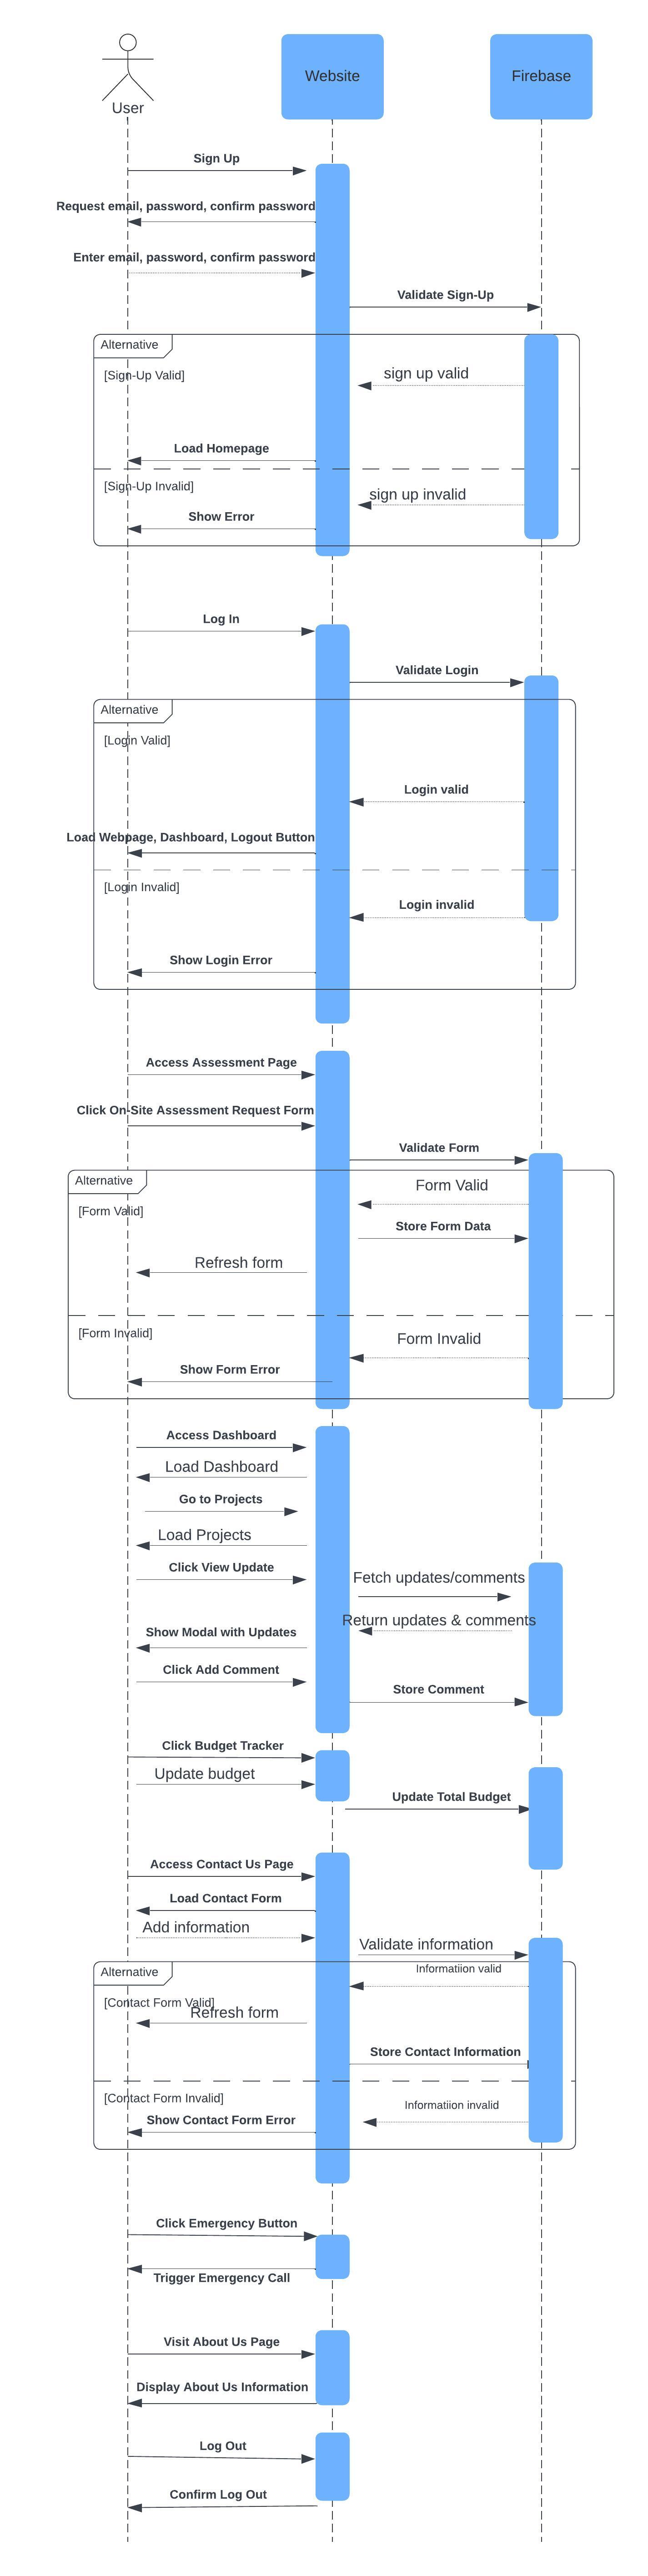 User
Website
Firebase
Sign Up
Request email, password, confirm password
Enter email, password, confirm password
Validate Sign-Up
Alternative
[Sign-Up Valid]
sign up valid
Load Homepage
[Sign-Up Invalid]
sign up invalid
Show Error
Log In
Validate Login
Alternative
[Login Valid]
Login valid
Load Webpage, Dashboard, Logout Button
[Login Invalid]
Login invalid
Show Login Error
Access Assessment Page
Click On-Site Assessment Request Form
Validate Form
Alternative
Form Valid
[Form Valid]
Store Form Data
Refresh form
[Form Invalid]
Form Invalid
Show Form Error
Access Dashboard
Load Dashboard
Go to Projects
Load Projects
Click View Update
Fetch updates/comments
Return updates & comments
Show Modal with Updates
Click Add Comment
Store Comment
Click Budget Tracker
Update budget
Update Total Budget
Access Contact Us Page
Load Contact Form
Add information
Validate information
Alternative
Informatiion valid
[Contact Form Valid]
Refresh form
Store Contact Information
[Contact Form Invalid]
Informatiion invalid
Show Contact Form Error
Click Emergency Button
Trigger Emergency Call
Visit About Us Page
Display About Us Information
Log Out
Confirm Log Out